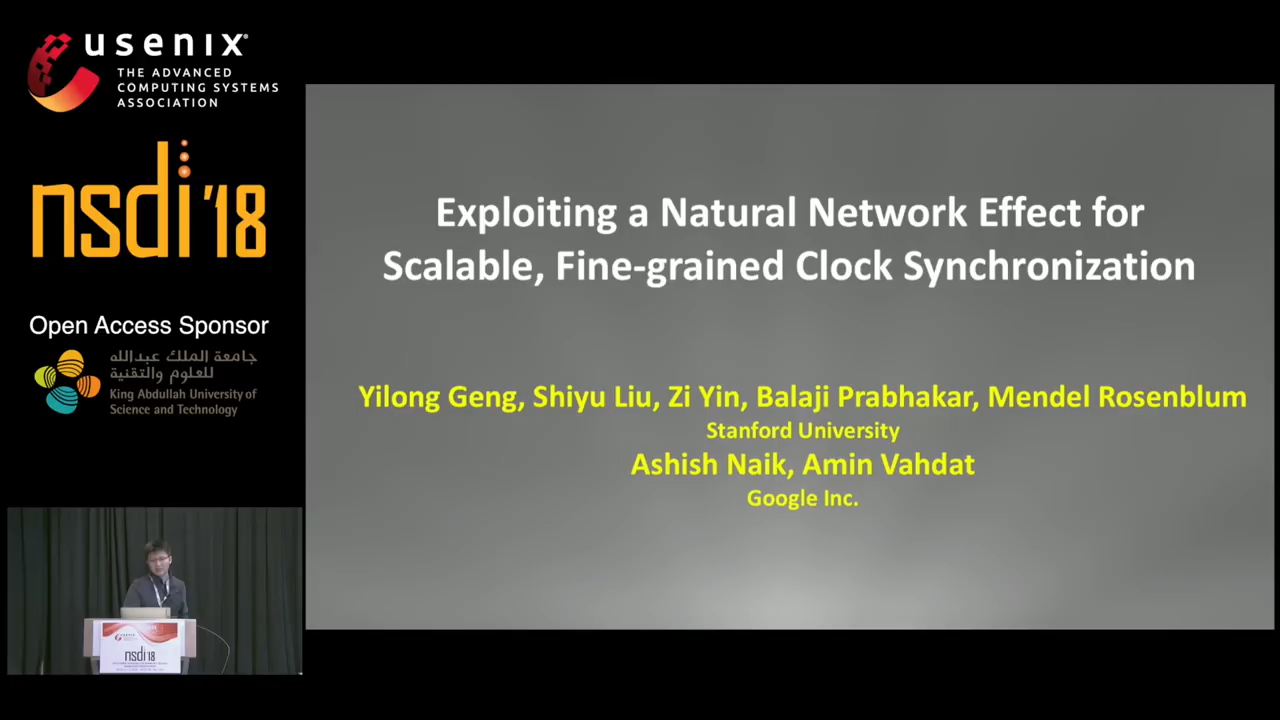 usenix
THE ADVANCED
COMPUTING SYSTEMS
ASSOCIATION
nsdi '18
Open Access Sponsor
جامعة الملك عبدالله
للعلوم والتقنية
King Abdullah University of
Science and Technology
Exploiting a Natural Network Effect for
Scalable, Fine-grained Clock Synchronization
Yilong Geng, Shiyu Liu, Zi Yin, Balaji Prabhakar, Mendel Rosenblum
Stanford University
Ashish Naik, Amin Vahdat
Google Inc.
usenix
nsdi 18